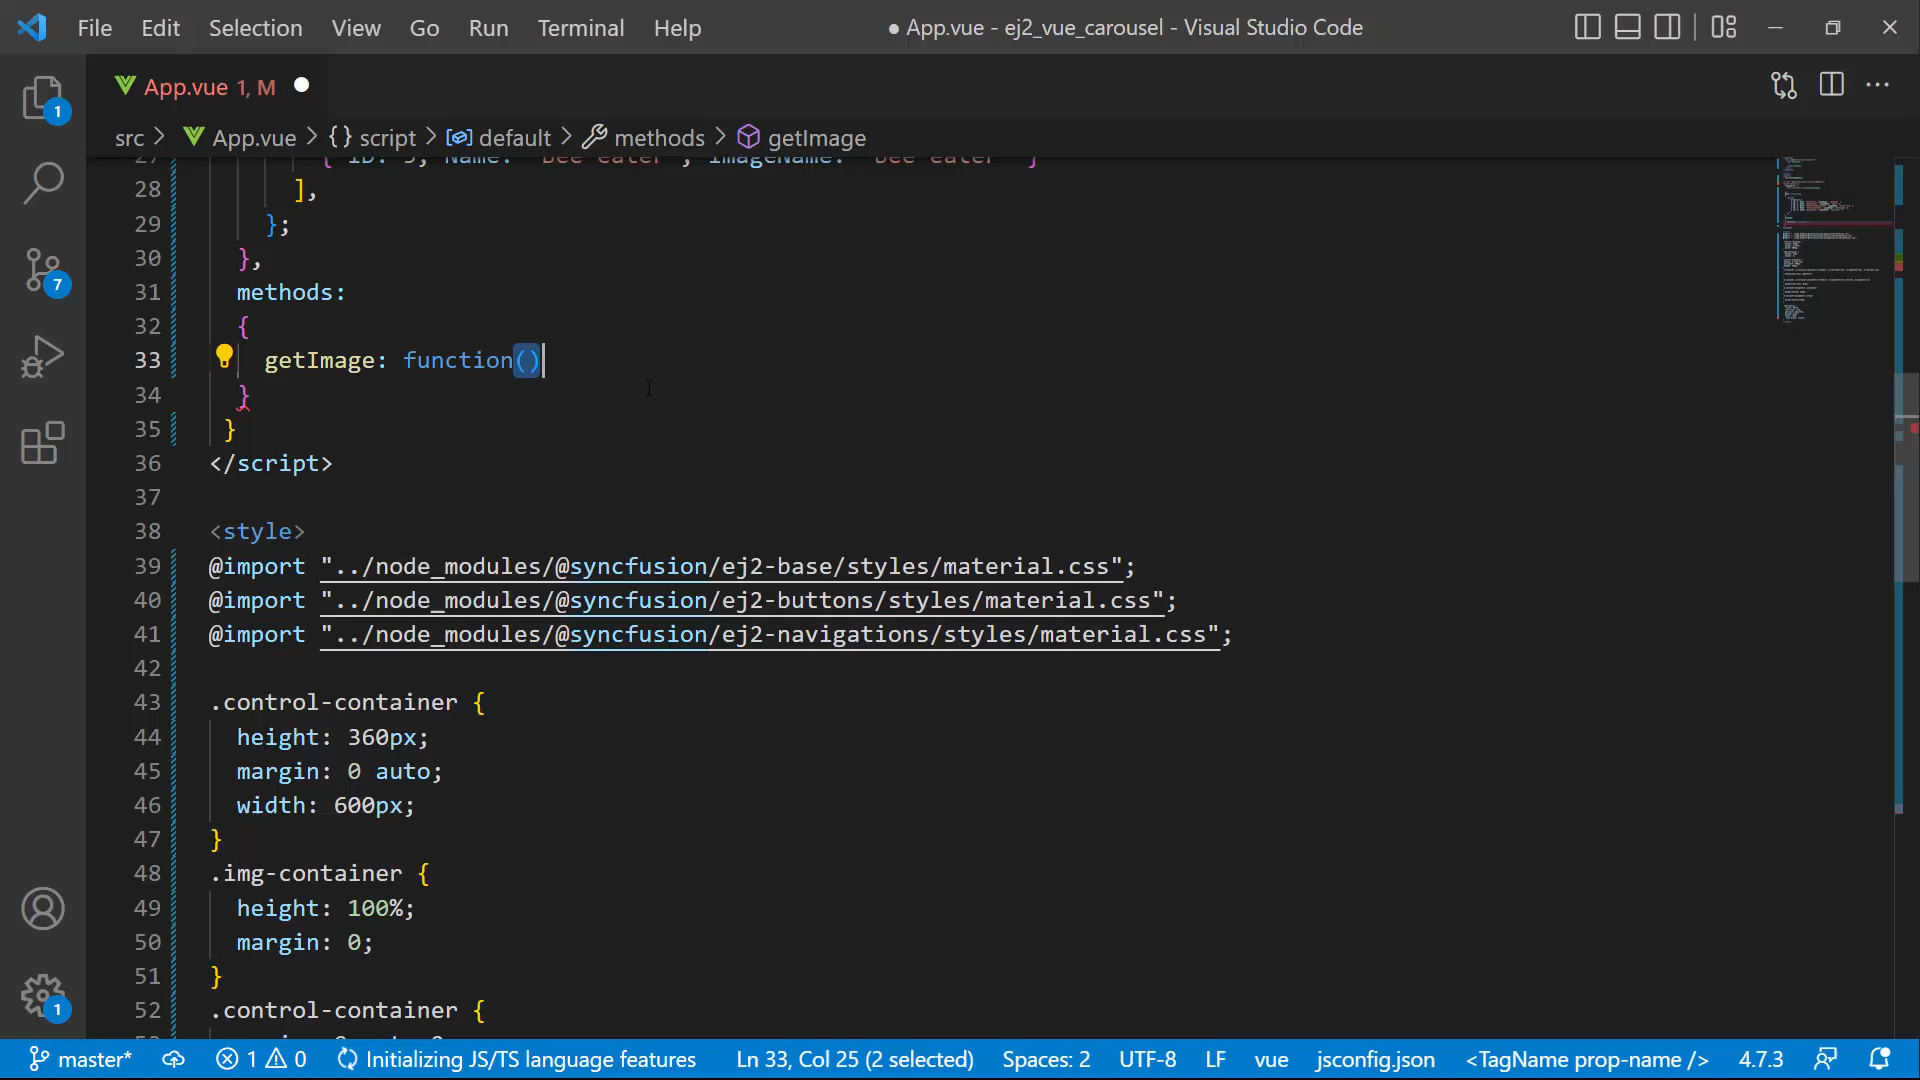 File Edit Selection View Go Run Terminal Help
● App.vue - ej2_vue_carousel - Visual Studio Code
App.vue 1, M
src > App.vue > {} script > default > methods > getImage
28 ],
29 };
30 },
31 methods:
32 {
33 getImage: function()
34 }
35 }
36 </script>
37
38 <style>
39 @import "../node_modules/@syncfusion/ej2-base/styles/material.css";
40 @import "../node_modules/@syncfusion/ej2-buttons/styles/material.css";
41 @import "../node_modules/@syncfusion/ej2-navigations/styles/material.css";
42
43 .control-container {
44 height: 360px;
45 margin: 0 auto;
46 width: 600px;
47 }
48 .img-container {
49 height: 100%;
50 margin: 0;
51 }
52 .control-container {
1
7
1
master* 1 0 Initializing JS/TS language features Ln 33, Col 25 (2 selected) Spaces: 2 UTF-8 LF vue jsconfig.json <TagName prop-name /> 4.7.3